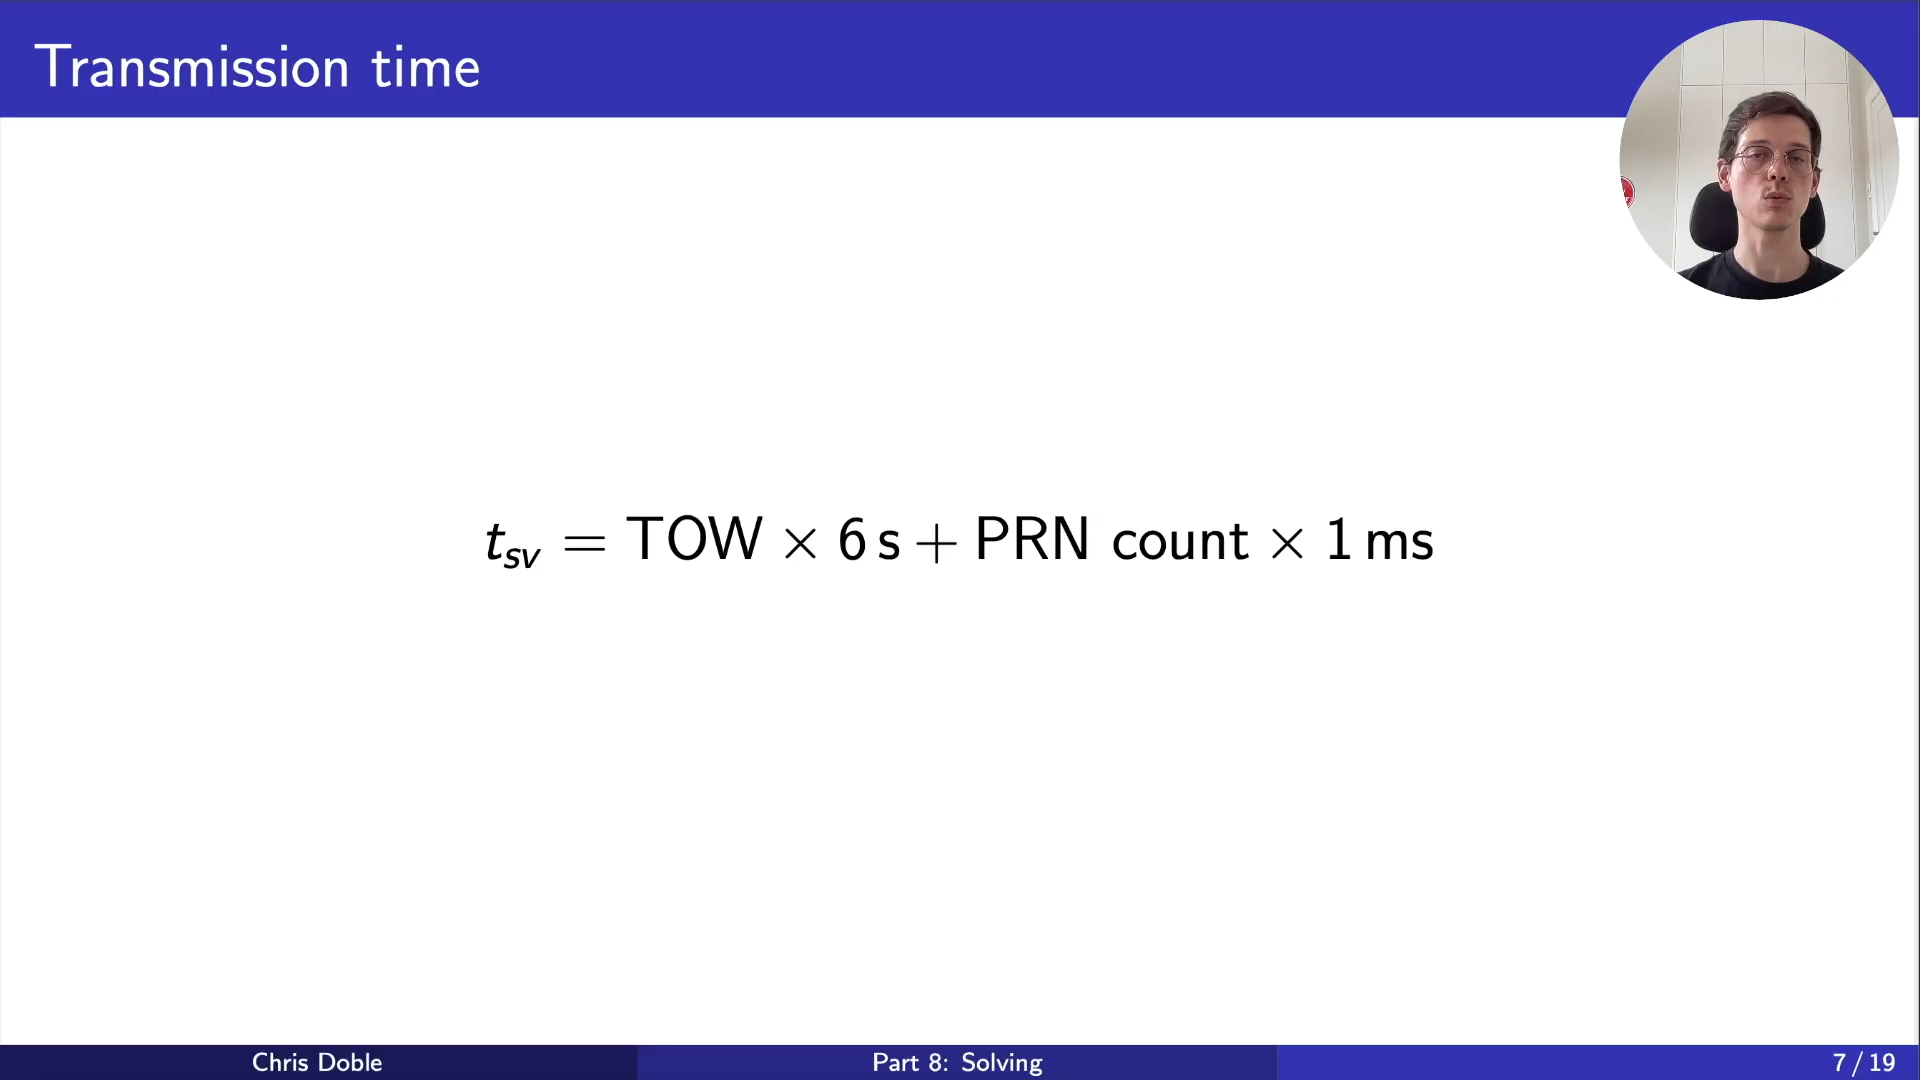 Transmission time
t_sv = TOW × 6 s + PRN count × 1 ms
Chris Doble
Part 8: Solving
7 / 19